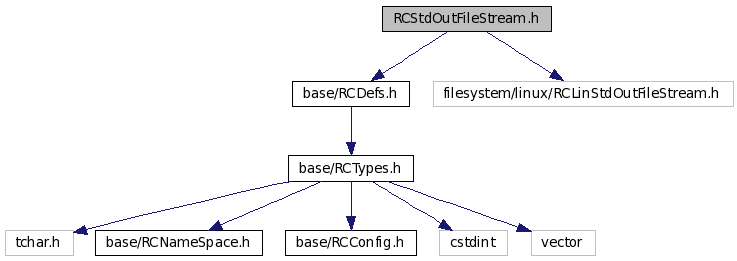 RCStdOutFileStream.h
base/RCDefs.h
filesystem/linux/RCLinStdOutFileStream.h
base/RCTypes.h
tchar.h
base/RCNameSpace.h
base/RCConfig.h
cstdint
vector